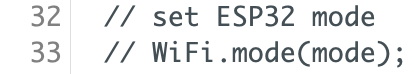 32 // set ESP32 mode
33 // WiFi.mode(mode);